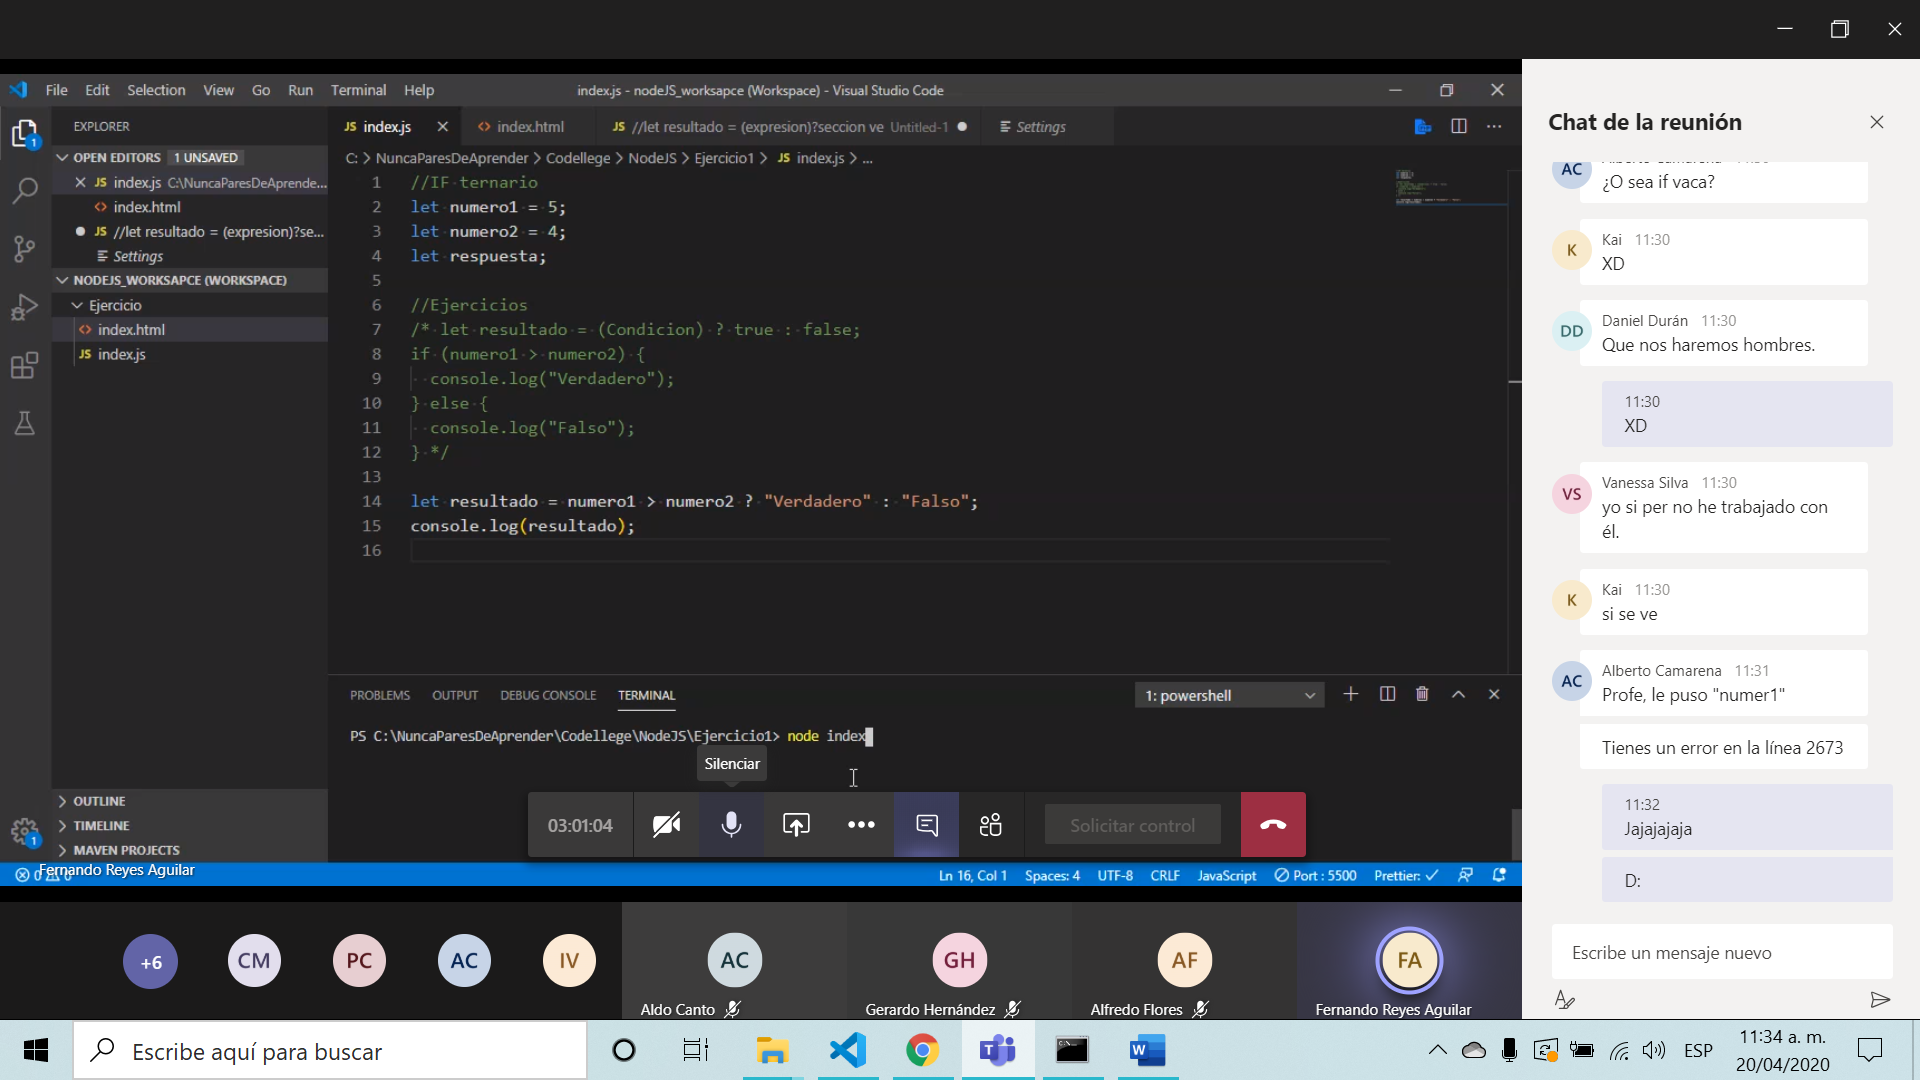 File Edit Selection View Go Run Terminal Help
index.js - nodeJS_worksapce (Workspace) - Visual Studio Code
EXPLORER
OPEN EDITORS 1 UNSAVED
index.js C:\NuncaParesDeAprende...
index.html
//let resultado = (expresion)?se...
Settings
NODEJS_WORKSAPCE (WORKSPACE)
Ejercicio
index.html
JS index.js
OUTLINE
TIMELINE
MAVEN PROJECTS
JS index.js
index.html
JS //let resultado = (expresion)?seccion ve Untitled-1
Settings
C: > NuncaParesDeAprender > Codellege > NodeJS > Ejercicio1 > JS index.js > ...
1 //IF ternario
2 let numero1 = 5;
3 let numero2 = 4;
4 let respuesta;
5
6 //Ejercicios
7 /* let resultado = (Condicion) ? true : false;
8 if (numero1 > numero2) {
9 console.log("Verdadero");
10 } else {
11 console.log("Falso");
12 } */
13
14 let resultado = numero1 > numero2 ? "Verdadero" : "Falso";
15 console.log(resultado);
16
PROBLEMS OUTPUT DEBUG CONSOLE TERMINAL
1: powershell
PS C:\NuncaParesDeAprender\Codellege\NodeJS\Ejercicio1> node index
Silenciar
03:01:04
Solicitar control
Fernando Reyes Aguilar
Ln 16, Col 1 Spaces: 4 UTF-8 CRLF JavaScript Port : 5500 Prettier: ✓
+6
CM
PC
AC
IV
AC
Aldo Canto
GH
Gerardo Hernández
AF
Alfredo Flores
FA
Fernando Reyes Aguilar
Chat de la reunión
AC
¿O sea if vaca?
K
Kai 11:30
XD
DD
Daniel Durán 11:30
Que nos haremos hombres.
11:30
XD
VS
Vanessa Silva 11:30
yo si per no he trabajado con
él.
K
Kai 11:30
si se ve
AC
Alberto Camarena 11:31
Profe, le puso "numer1"
Tienes un error en la línea 2673
11:32
Jajajajaja
D:
Escribe un mensaje nuevo
Escribe aquí para buscar
ESP
11:34 a. m.
20/04/2020